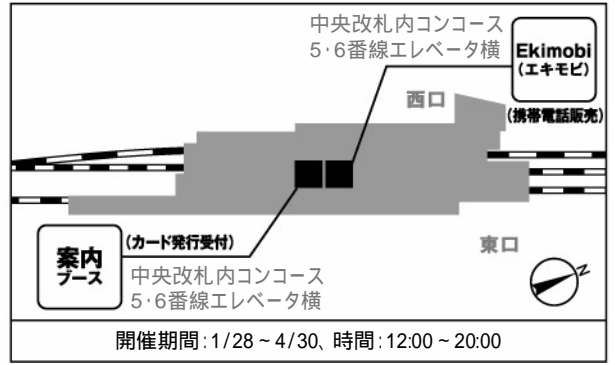 中央改札内コンコース
5･6番線エレベータ横
Ekimobi
(エキモビ)
(携帯電話販売)
西口
東口
案内
ブース
(カード発行受付)
中央改札内コンコース
5･6番線エレベータ横
N
開催期間:1/28~4/30、時間:12:00~20:00